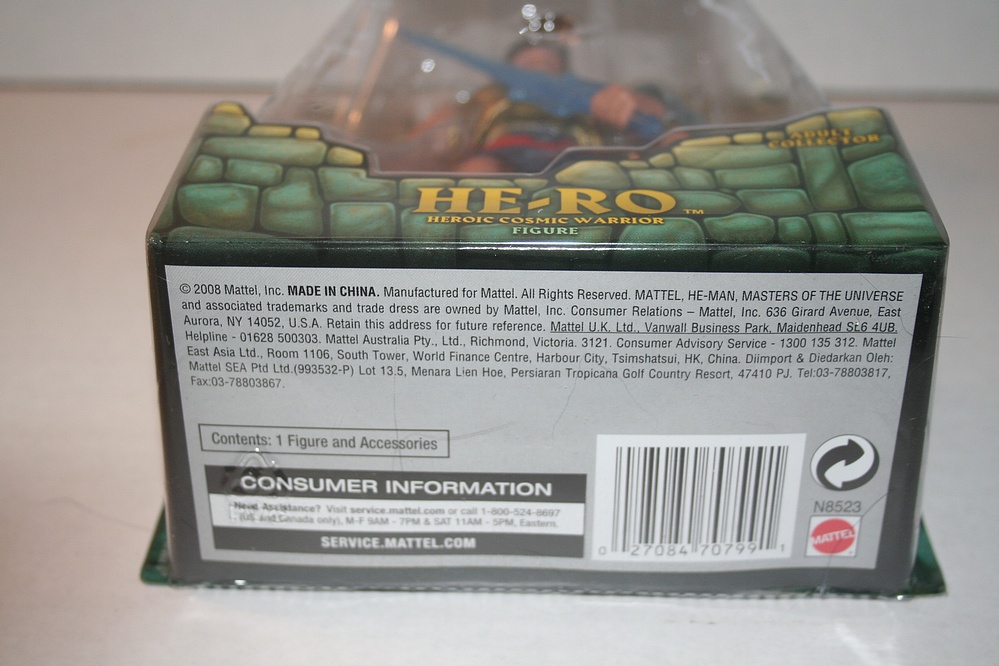 ADULT
COLLECTOR
HE-RO™
HEROIC COSMIC WARRIOR
FIGURE
© 2008 Mattel, Inc. MADE IN CHINA. Manufactured for Mattel. All Rights Reserved. MATTEL, HE-MAN, MASTERS OF THE UNIVERSE
and associated trademarks and trade dress are owned by Mattel, Inc. Consumer Relations – Mattel, Inc. 636 Girard Avenue, East
Aurora, NY 14052, U.S.A. Retain this address for future reference. Mattel U.K. Ltd., Vanwall Business Park, Maidenhead SL6 4UB.
Helpline - 01628 500303. Mattel Australia Pty., Ltd., Richmond, Victoria. 3121. Consumer Advisory Service - 1300 135 312. Mattel
East Asia Ltd., Room 1106, South Tower, World Finance Centre, Harbour City, Tsimshatsui, HK, China. Diimport & Diedarkan Oleh:
Mattel SEA Ptd Ltd.(993532-P) Lot 13.5, Menara Lien Hoe, Persiaran Tropicana Golf Country Resort, 47410 PJ. Tel:03-78803817,
Fax:03-78803867.
Contents: 1 Figure and Accessories
CONSUMER INFORMATION
Need Assistance? Visit service.mattel.com or call 1-800-524-8697
(US and Canada only), M-F 9AM - 7PM & SAT 11AM - 5PM, Eastern.
SERVICE.MATTEL.COM
0 27084 70799 1
N8523
MATTEL